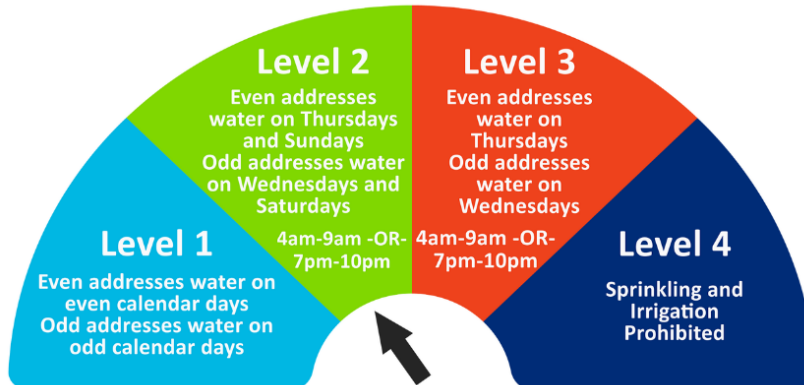 Level 1
Even addresses water on
even calendar days
Odd addresses water on
odd calendar days
Level 2
Even addresses
water on Thursdays
and Sundays
Odd addresses water
on Wednesdays and
Saturdays
4am-9am -OR-
7pm-10pm
Level 3
Even addresses
water on
Thursdays
Odd addresses
water on
Wednesdays
4am-9am -OR-
7pm-10pm
Level 4
Sprinkling and
Irrigation
Prohibited